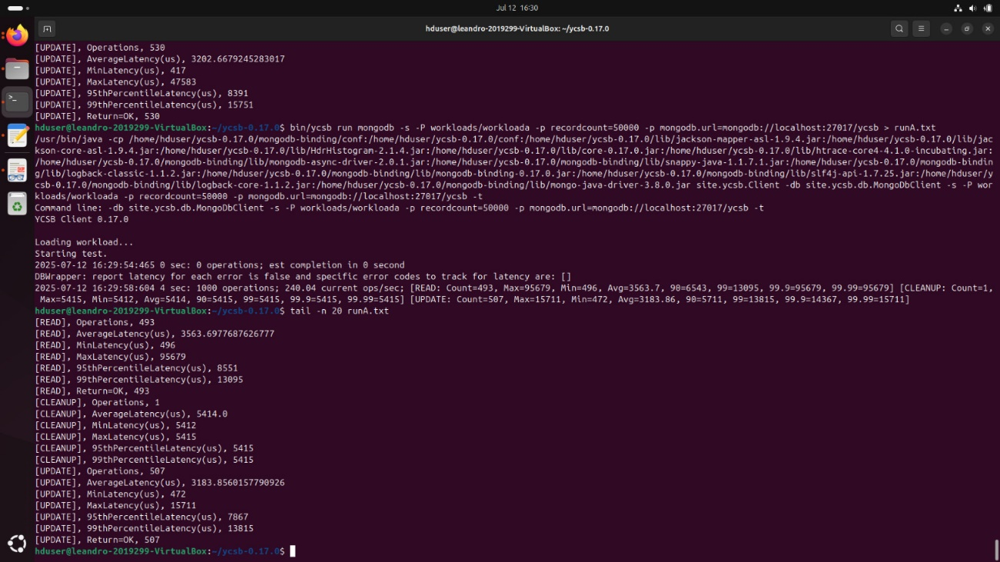 Jul 12 16:30
hduser@leandro-2019299-VirtualBox: ~/ycsb-0.17.0
[UPDATE], Operations, 530
[UPDATE], AverageLatency(us), 3202.6679245283017
[UPDATE], MinLatency(us), 417
[UPDATE], MaxLatency(us), 47583
[UPDATE], 95thPercentileLatency(us), 8391
[UPDATE], 99thPercentileLatency(us), 15751
[UPDATE], Return=OK, 530
hduser@leandro-2019299-VirtualBox:~/ycsb-0.17.0$ bin/ycsb run mongodb -s -P workloads/workloada -p recordcount=50000 -p mongodb.url=mongodb://localhost:27017/ycsb > runA.txt
/usr/bin/java -cp /home/hduser/ycsb-0.17.0/mongodb-binding/conf:/home/hduser/ycsb-0.17.0/conf:/home/hduser/ycsb-0.17.0/lib/jackson-mapper-asl-1.9.4.jar:/home/hduser/ycsb-0.17.0/lib/jac
kson-core-asl-1.9.4.jar:/home/hduser/ycsb-0.17.0/lib/HdrHistogram-2.1.4.jar:/home/hduser/ycsb-0.17.0/lib/core-0.17.0.jar:/home/hduser/ycsb-0.17.0/lib/htrace-core4-4.1.0-incubating.jar:
/home/hduser/ycsb-0.17.0/mongodb-binding/lib/mongodb-async-driver-2.0.1.jar:/home/hduser/ycsb-0.17.0/mongodb-binding/lib/snappy-java-1.1.7.1.jar:/home/hduser/ycsb-0.17.0/mongodb-bindin
g/lib/logback-classic-1.1.2.jar:/home/hduser/ycsb-0.17.0/mongodb-binding/lib/mongodb-binding-0.17.0.jar:/home/hduser/ycsb-0.17.0/mongodb-binding/lib/slf4j-api-1.7.25.jar:/home/hduser/y
csb-0.17.0/mongodb-binding/lib/logback-core-1.1.2.jar:/home/hduser/ycsb-0.17.0/mongodb-binding/lib/mongo-java-driver-3.8.0.jar site.ycsb.Client -db site.ycsb.db.MongoDbClient -s -P wor
kloads/workloada -p recordcount=50000 -p mongodb.url=mongodb://localhost:27017/ycsb -t
Command line: -db site.ycsb.db.MongoDbClient -s -P workloads/workloada -p recordcount=50000 -p mongodb.url=mongodb://localhost:27017/ycsb -t
YCSB Client 0.17.0
Loading workload...
Starting test.
2025-07-12 16:29:54:465 0 sec: 0 operations; est completion in 0 second
DBWrapper: report latency for each error is false and specific error codes to track for latency are: []
2025-07-12 16:29:58:604 4 sec: 1000 operations; 240.04 current ops/sec; [READ: Count=493, Max=95679, Min=496, Avg=3563.7, 90=6543, 99=13095, 99.9=95679, 99.99=95679] [CLEANUP: Count=1,
Max=5415, Min=5412, Avg=5414, 90=5415, 99=5415, 99.9=5415, 99.99=5415] [UPDATE: Count=507, Max=15711, Min=472, Avg=3183.86, 90=5711, 99=13815, 99.9=14367, 99.99=15711]
hduser@leandro-2019299-VirtualBox:~/ycsb-0.17.0$ tail -n 20 runA.txt
[READ], Operations, 493
[READ], AverageLatency(us), 3563.6977687626777
[READ], MinLatency(us), 496
[READ], MaxLatency(us), 95679
[READ], 95thPercentileLatency(us), 8551
[READ], 99thPercentileLatency(us), 13095
[READ], Return=OK, 493
[CLEANUP], Operations, 1
[CLEANUP], AverageLatency(us), 5414.0
[CLEANUP], MinLatency(us), 5412
[CLEANUP], MaxLatency(us), 5415
[CLEANUP], 95thPercentileLatency(us), 5415
[CLEANUP], 99thPercentileLatency(us), 5415
[UPDATE], Operations, 507
[UPDATE], AverageLatency(us), 3183.8560157790926
[UPDATE], MinLatency(us), 472
[UPDATE], MaxLatency(us), 15711
[UPDATE], 95thPercentileLatency(us), 7867
[UPDATE], 99thPercentileLatency(us), 13815
[UPDATE], Return=OK, 507
hduser@leandro-2019299-VirtualBox:~/ycsb-0.17.0$